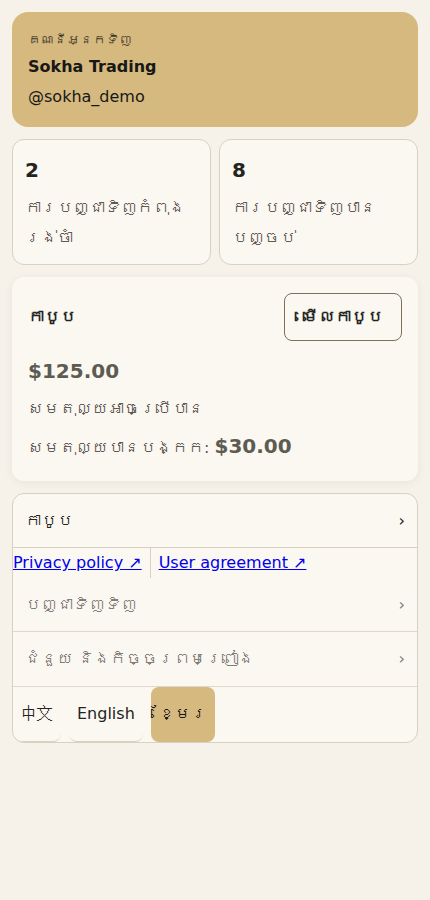 គណនីអ្នកទិញ
Sokha Trading
@sokha_demo
2
ការបញ្ជាទិញកំពុង
រង់ចាំ
8
ការបញ្ជាទិញបាន
បញ្ចប់
កាបូប
មើលកាបូប
$125.00
សមតុល្យអាចប្រើបាន
សមតុល្យបានបង្កក: $30.00
កាបូប ›
Privacy policy ↗ User agreement ↗
បញ្ជាទិញទិញ ›
ជំនួយ និងកិច្ចព្រមព្រៀង ›
中文 English ខ្មែរ